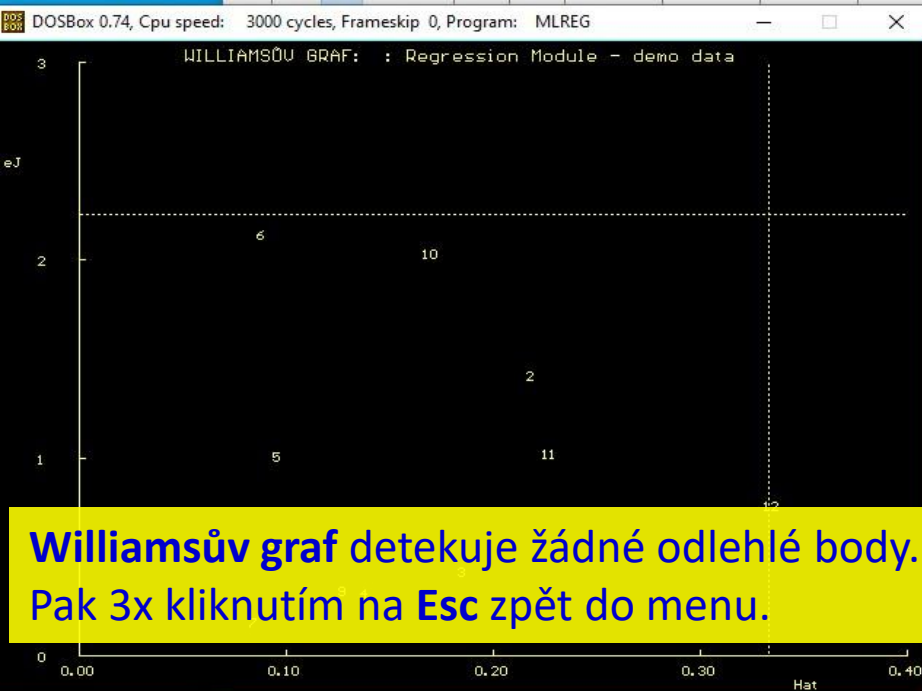 DOSBox 0.74, Cpu speed: 3000 cycles, Frameskip 0, Program: MLREG
WILLIAMSŮV GRAF: : Regression Module - demo data
3
eJ
6
10
2
2
5
11
1
12
Williamsův graf detekuje žádné odlehlé body.
3
Pak 3x kliknutím na Esc zpět do menu.
0
0.00 0.10 0.20 0.30 0.40
Hat